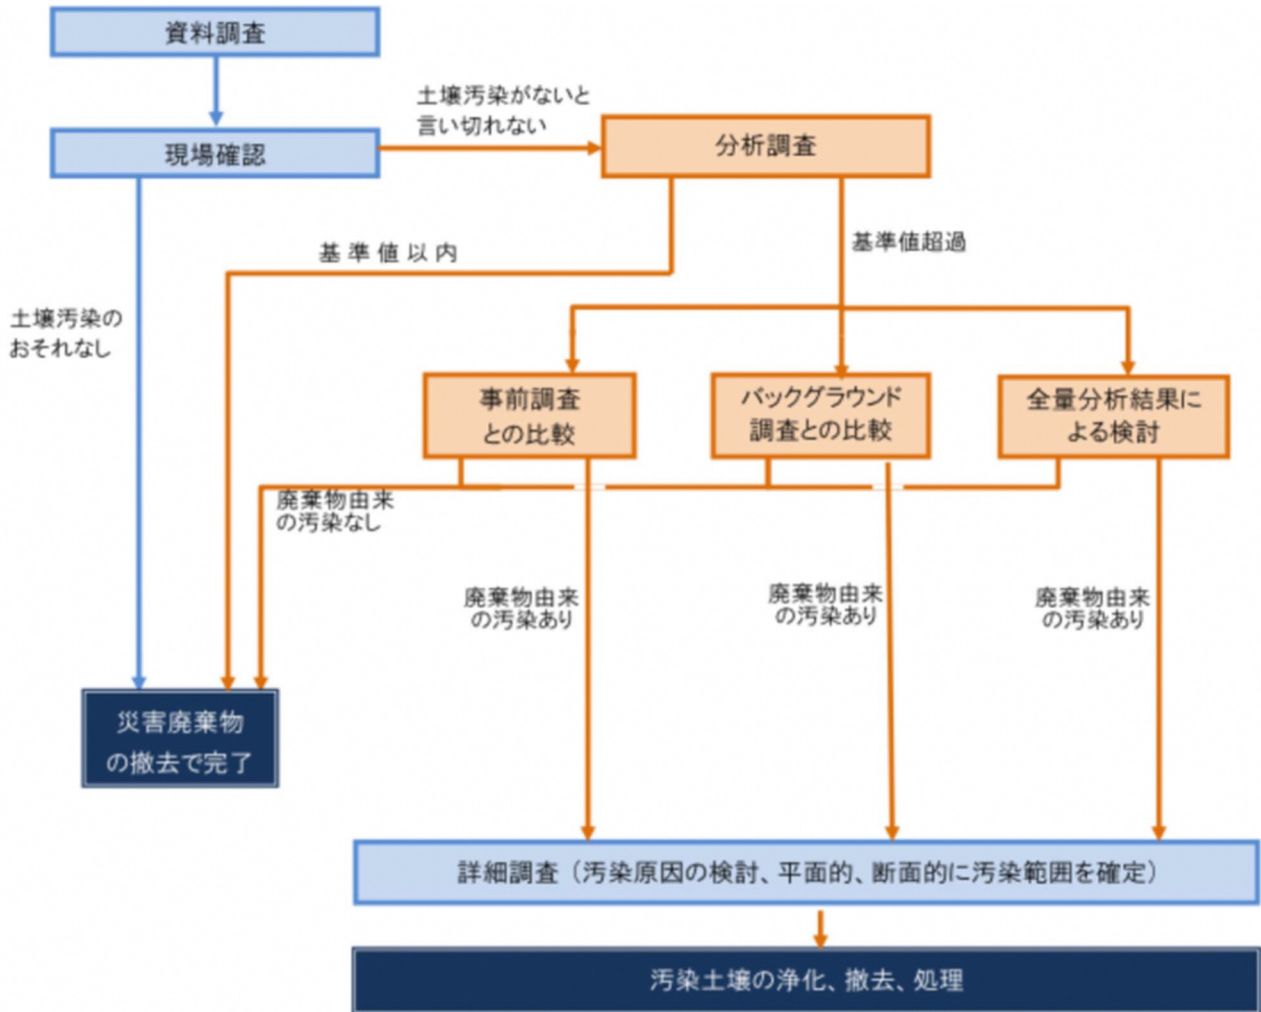 資料調査
土壌汚染がないと
言い切れない
現場確認
分析調査
基準値以内
基準値超過
土壌汚染の
おそれなし
事前調査
との比較
バックグラウンド
調査との比較
全量分析結果に
よる検討
廃棄物由来
の汚染なし
廃棄物由来
の汚染あり
廃棄物由来
の汚染あり
廃棄物由来
の汚染あり
災害廃棄物
の撤去で完了
詳細調査（汚染原因の検討、平面的、断面的に汚染範囲を確定）
汚染土壌の浄化、撤去、処理